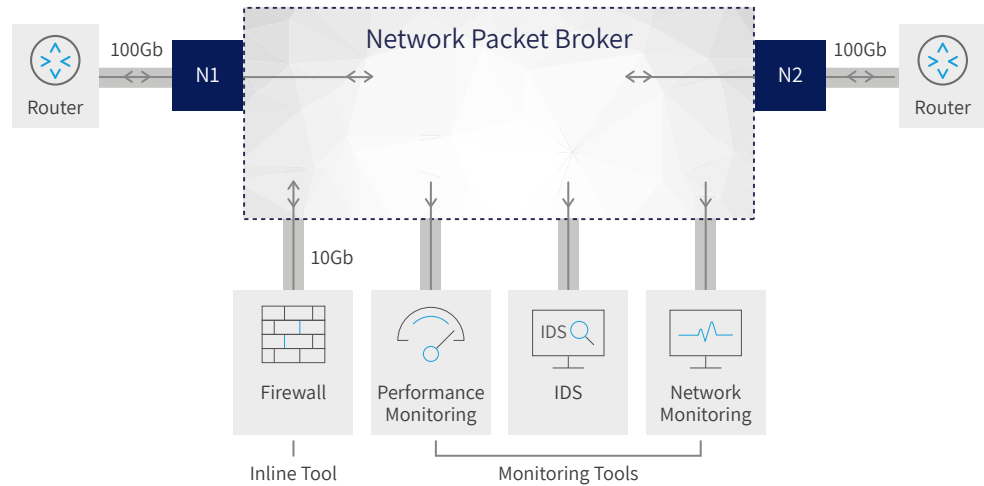 Network Packet Broker
100Gb
N1
N2
100Gb
Router
Router
10Gb
IDS
Firewall
Performance
Monitoring
IDS
Network
Monitoring
Inline Tool
Monitoring Tools